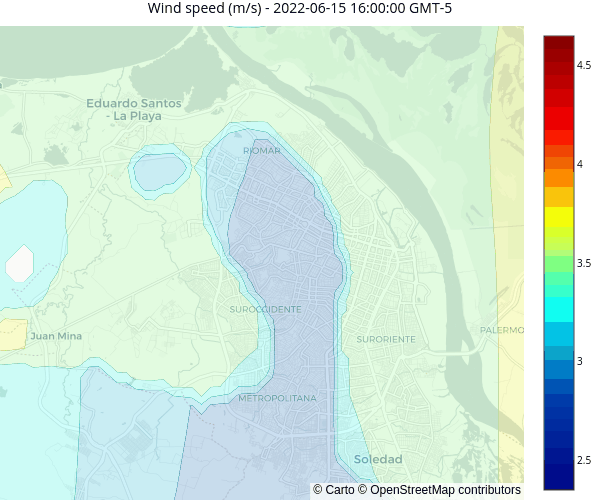 Wind speed (m/s) - 2022-06-15 16:00:00 GMT-5
Eduardo Santos
- La Playa
RIOMAR
SUROCCIDENTE
Juan Mina
SURORIENTE
PALERMO
METROPOLITANA
Soledad
© Carto © OpenStreetMap contributors
4.5
4
3.5
3
2.5